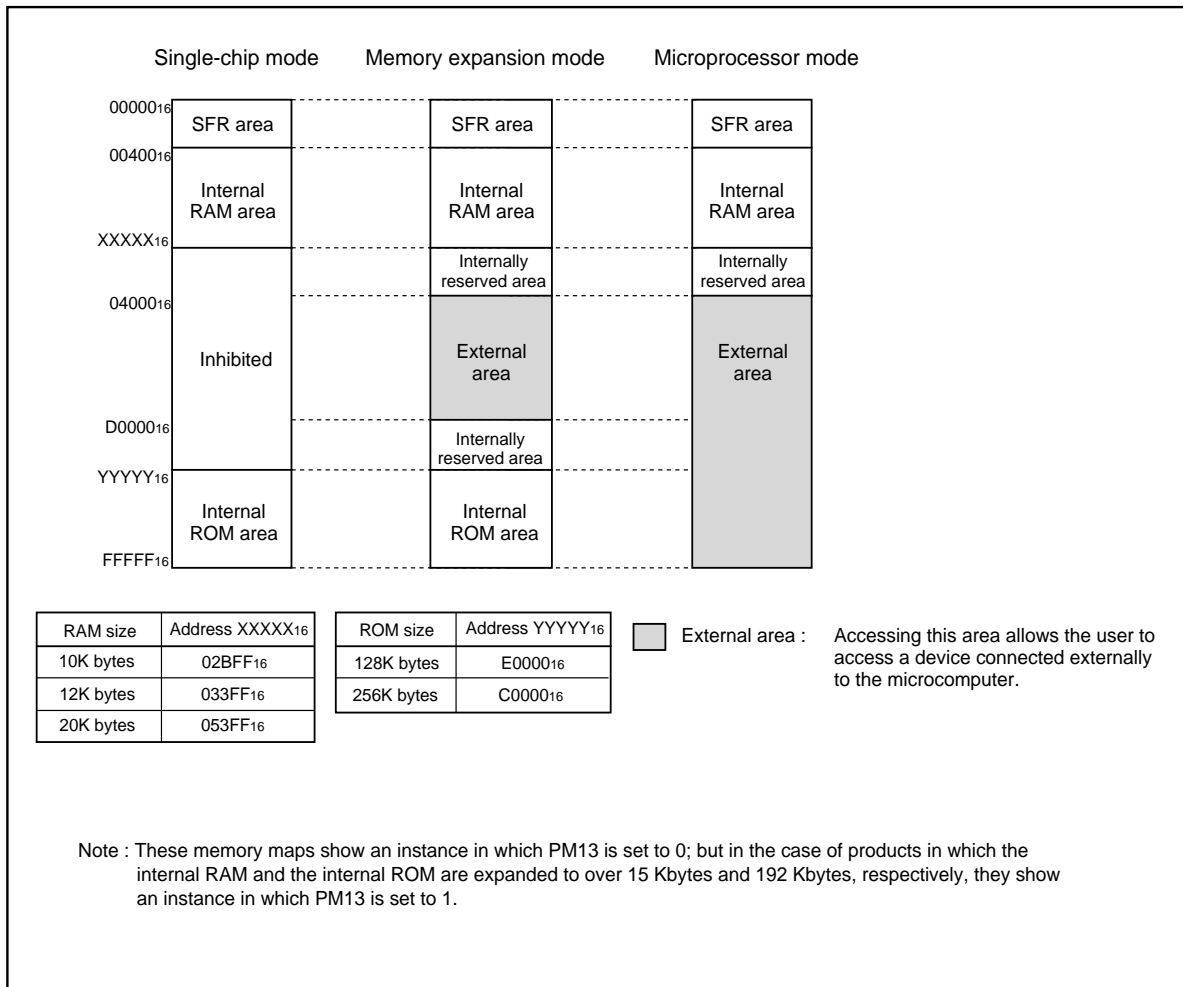 Single-chip mode
Memory expansion mode
Microprocessor mode
0000016
SFR area
SFR area
SFR area
0040016
Internal
RAM area
Internal
RAM area
Internal
RAM area
XXXXX16
Internally
reserved area
Internally
reserved area
0400016
Inhibited
External
area
External
area
D000016
Internally
reserved area
YYYYY16
Internal
ROM area
Internal
ROM area
FFFFF16
RAM size Address XXXXX16
10K bytes 02BFF16
12K bytes 033FF16
20K bytes 053FF16
ROM size Address YYYYY16
128K bytes E000016
256K bytes C000016
External area : Accessing this area allows the user to
access a device connected externally
to the microcomputer.
Note : These memory maps show an instance in which PM13 is set to 0; but in the case of products in which the
internal RAM and the internal ROM are expanded to over 15 Kbytes and 192 Kbytes, respectively, they show
an instance in which PM13 is set to 1.